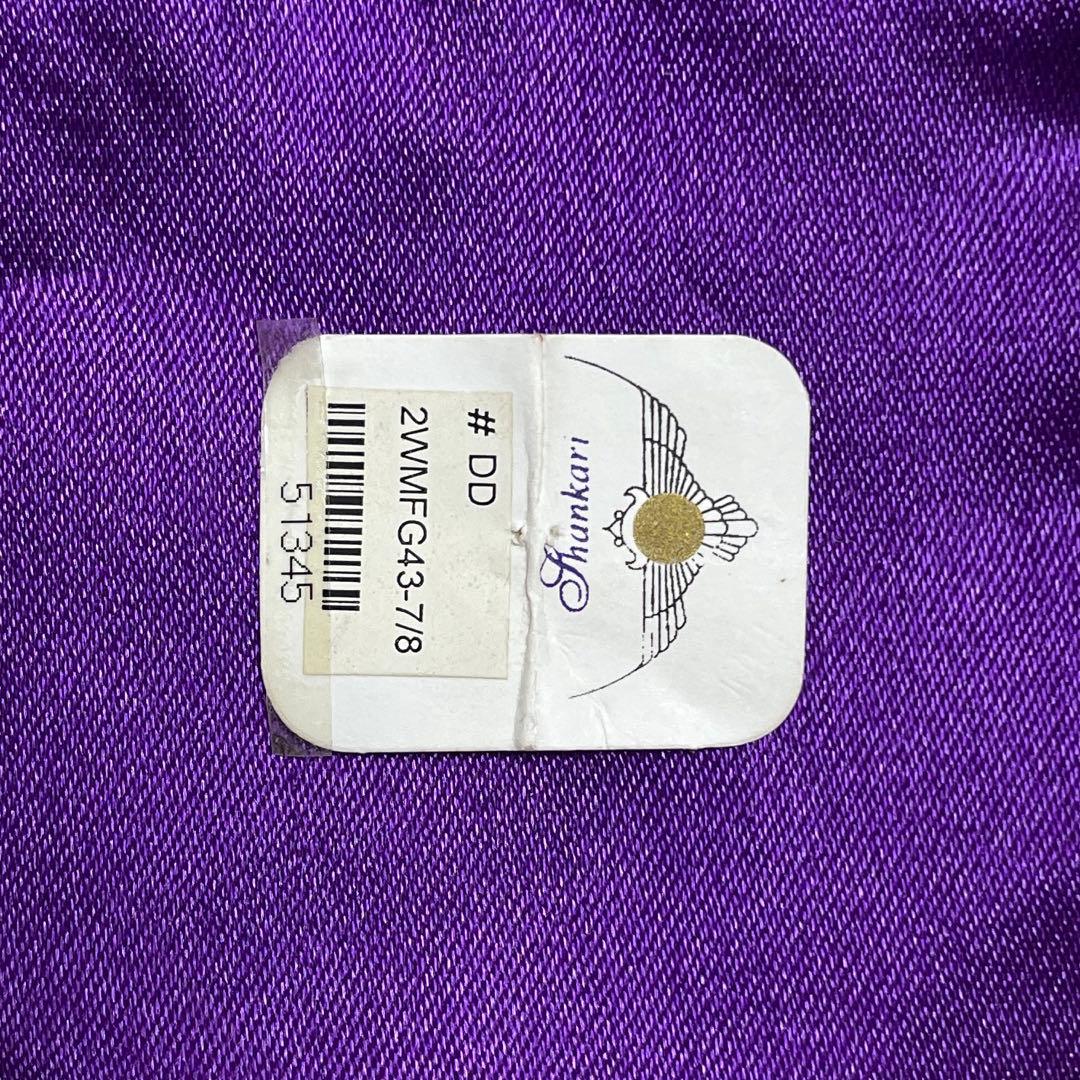 Shankari
# DD
2WMFG43-7/8
51345